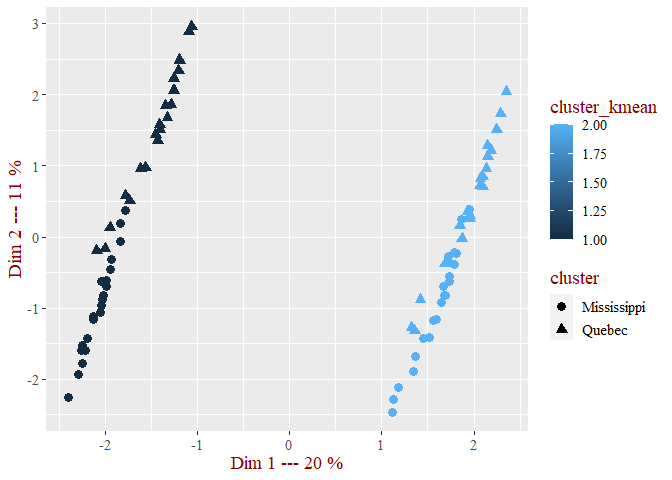 3
2
1
0
-1
-2
Dim 2 --- 11 %
-2
-1
0
1
2
Dim 1 --- 20 %
cluster_kmean
2.00
1.75
1.50
1.25
1.00
cluster
Mississippi
Quebec